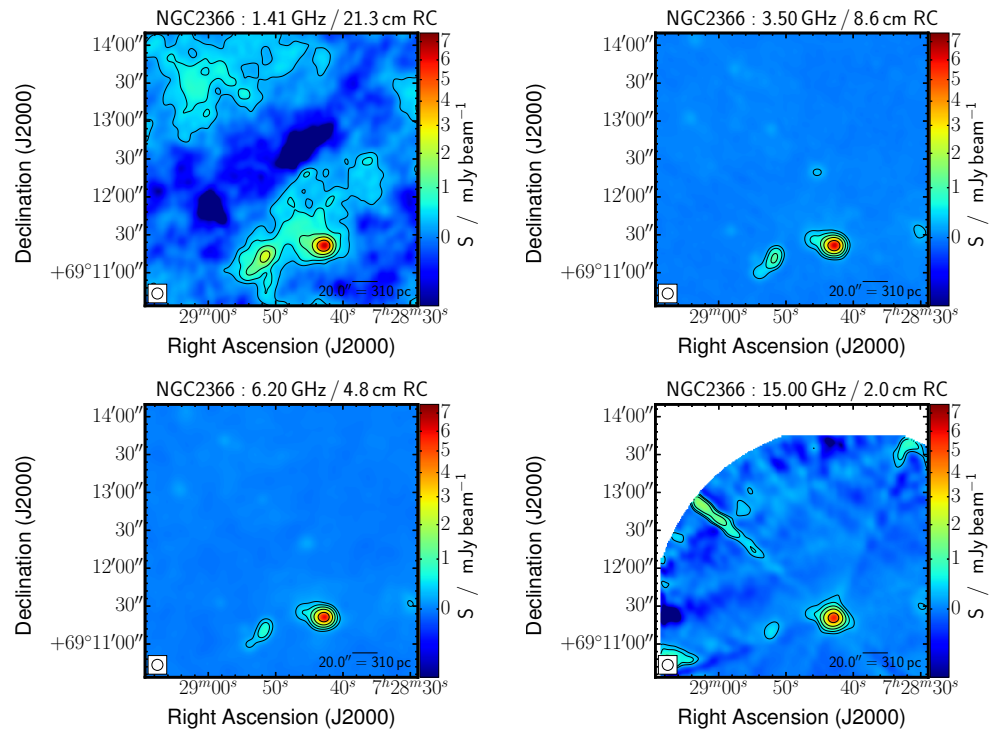 NGC2366 : 1.41 GHz / 21.3 cm RC
14′00″
30″
13′00″
30″
12′00″
30″
+69°11′00″
Declination (J2000)
20.0″ = 310 pc
29ᵐ00ˢ 50ˢ 40ˢ 7ʰ28ᵐ30ˢ
Right Ascension (J2000)
7
6
5
4
3
2
1
0
S / mJy beam⁻¹
NGC2366 : 3.50 GHz / 8.6 cm RC
14′00″
30″
13′00″
30″
12′00″
30″
+69°11′00″
Declination (J2000)
20.0″ = 310 pc
29ᵐ00ˢ 50ˢ 40ˢ 7ʰ28ᵐ30ˢ
Right Ascension (J2000)
7
6
5
4
3
2
1
0
S / mJy beam⁻¹
NGC2366 : 6.20 GHz / 4.8 cm RC
14′00″
30″
13′00″
30″
12′00″
30″
+69°11′00″
Declination (J2000)
20.0″ = 310 pc
29ᵐ00ˢ 50ˢ 40ˢ 7ʰ28ᵐ30ˢ
Right Ascension (J2000)
7
6
5
4
3
2
1
0
S / mJy beam⁻¹
NGC2366 : 15.00 GHz / 2.0 cm RC
14′00″
30″
13′00″
30″
12′00″
30″
+69°11′00″
Declination (J2000)
20.0″ = 310 pc
29ᵐ00ˢ 50ˢ 40ˢ 7ʰ28ᵐ30ˢ
Right Ascension (J2000)
7
6
5
4
3
2
1
0
S / mJy beam⁻¹